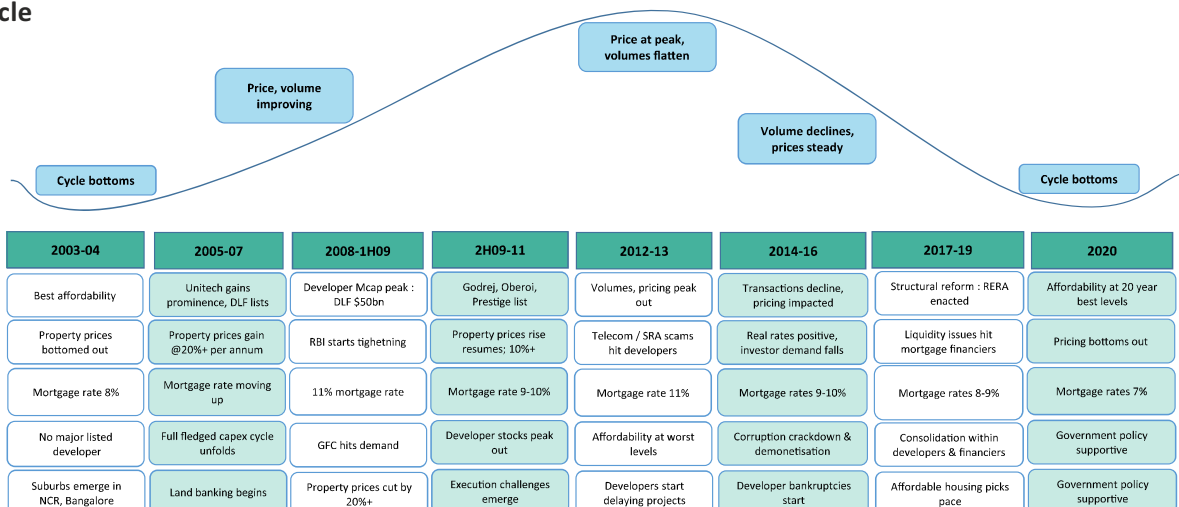 cle
Price at peak,
volumes flatten
Price, volume
improving
Volume declines,
prices steady
Cycle bottoms
Cycle bottoms
2003-04
2005-07
2008-1H09
2H09-11
2012-13
2014-16
2017-19
2020
Best affordability
Unitech gains
prominence, DLF lists
Developer Mcap peak :
DLF $50bn
Godrej, Oberoi,
Prestige list
Volumes, pricing peak
out
Transactions decline,
pricing impacted
Structural reform : RERA
enacted
Affordability at 20 year
best levels
Property prices
bottomed out
Property prices gain
@20%+ per annum
RBI starts tighetning
Property prices rise
resumes; 10%+
Telecom / SRA scams
hit developers
Real rates positive,
investor demand falls
Liquidity issues hit
mortgage financiers
Pricing bottoms out
Mortgage rate 8%
Mortgage rate moving
up
11% mortgage rate
Mortgage rate 9-10%
Mortgage rate 11%
Mortgage rates 9-10%
Mortgage rates 8-9%
Mortgage rates 7%
No major listed
developer
Full fledged capex cycle
unfolds
GFC hits demand
Developer stocks peak
out
Affordability at worst
levels
Corruption crackdown &
demonetisation
Consolidation within
developers & financiers
Government policy
supportive
Suburbs emerge in
NCR, Bangalore
Land banking begins
Property prices cut by
20%+
Execution challenges
emerge
Developers start
delaying projects
Developer bankruptcies
start
Affordable housing picks
pace
Government policy
supportive